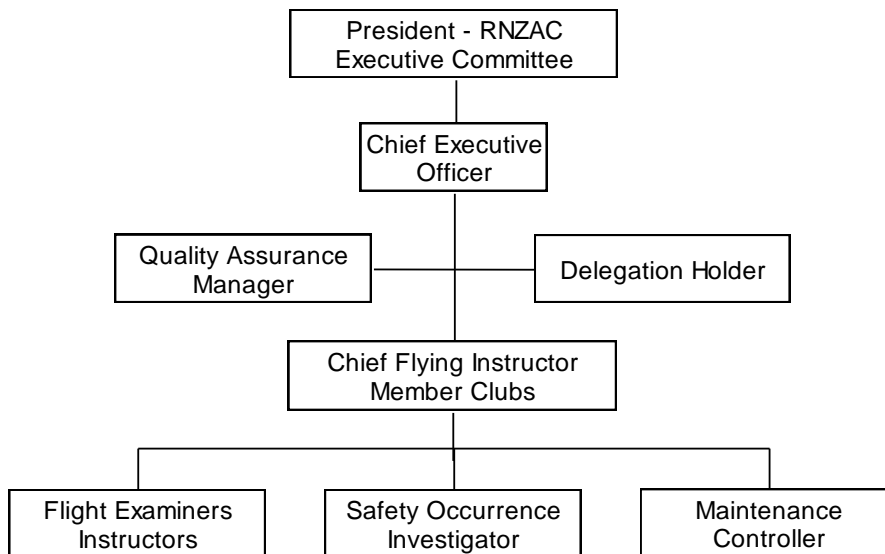 President - RNZAC
Executive Committee
Chief Executive
Officer
Quality Assurance
Manager
Delegation Holder
Chief Flying Instructor
Member Clubs
Flight Examiners
Instructors
Safety Occurrence
Investigator
Maintenance
Controller